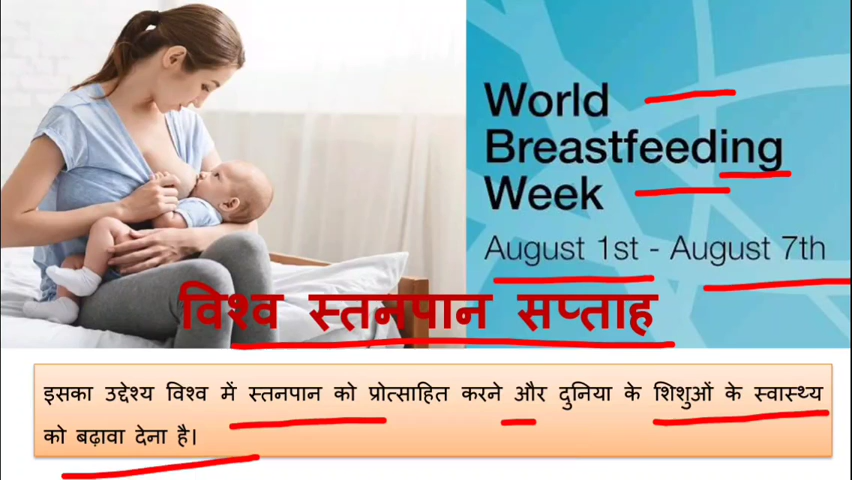 World
Breastfeeding
Week
August 1st - August 7th
विश्व स्तनपान सप्ताह
इसका उद्देश्य विश्व में स्तनपान को प्रोत्साहित करने और दुनिया के शिशुओं के स्वास्थ्य
को बढ़ावा देना है।